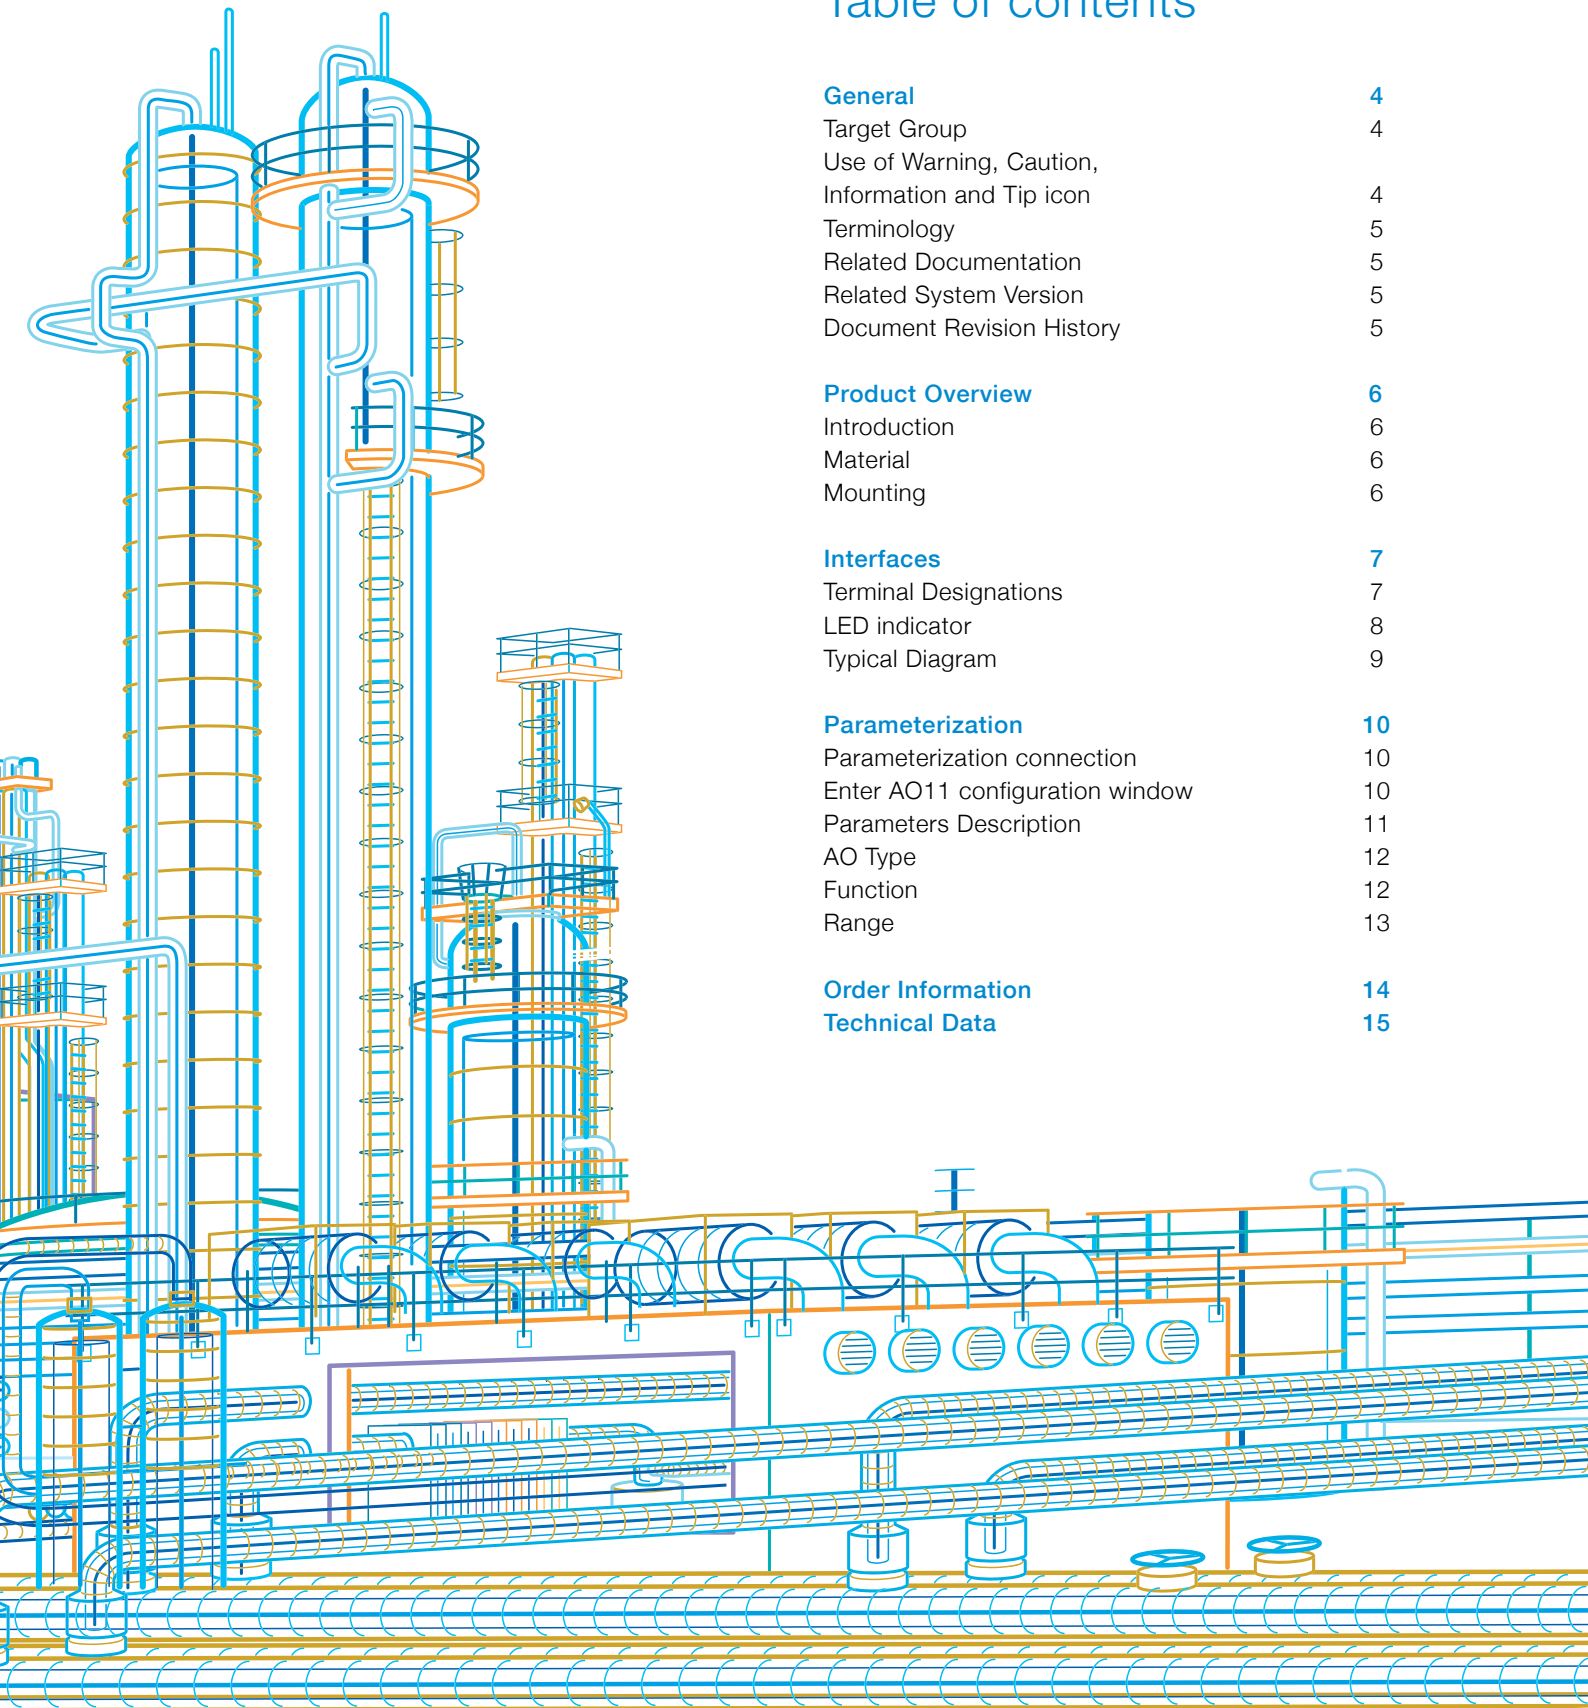 Table of contents
General 4
Target Group 4
Use of Warning, Caution,
Information and Tip icon 4
Terminology 5
Related Documentation 5
Related System Version 5
Document Revision History 5
Product Overview 6
Introduction 6
Material 6
Mounting 6
Interfaces 7
Terminal Designations 7
LED indicator 8
Typical Diagram 9
Parameterization 10
Parameterization connection 10
Enter AO11 configuration window 10
Parameters Description 11
AO Type 12
Function 12
Range 13
Order Information 14
Technical Data 15